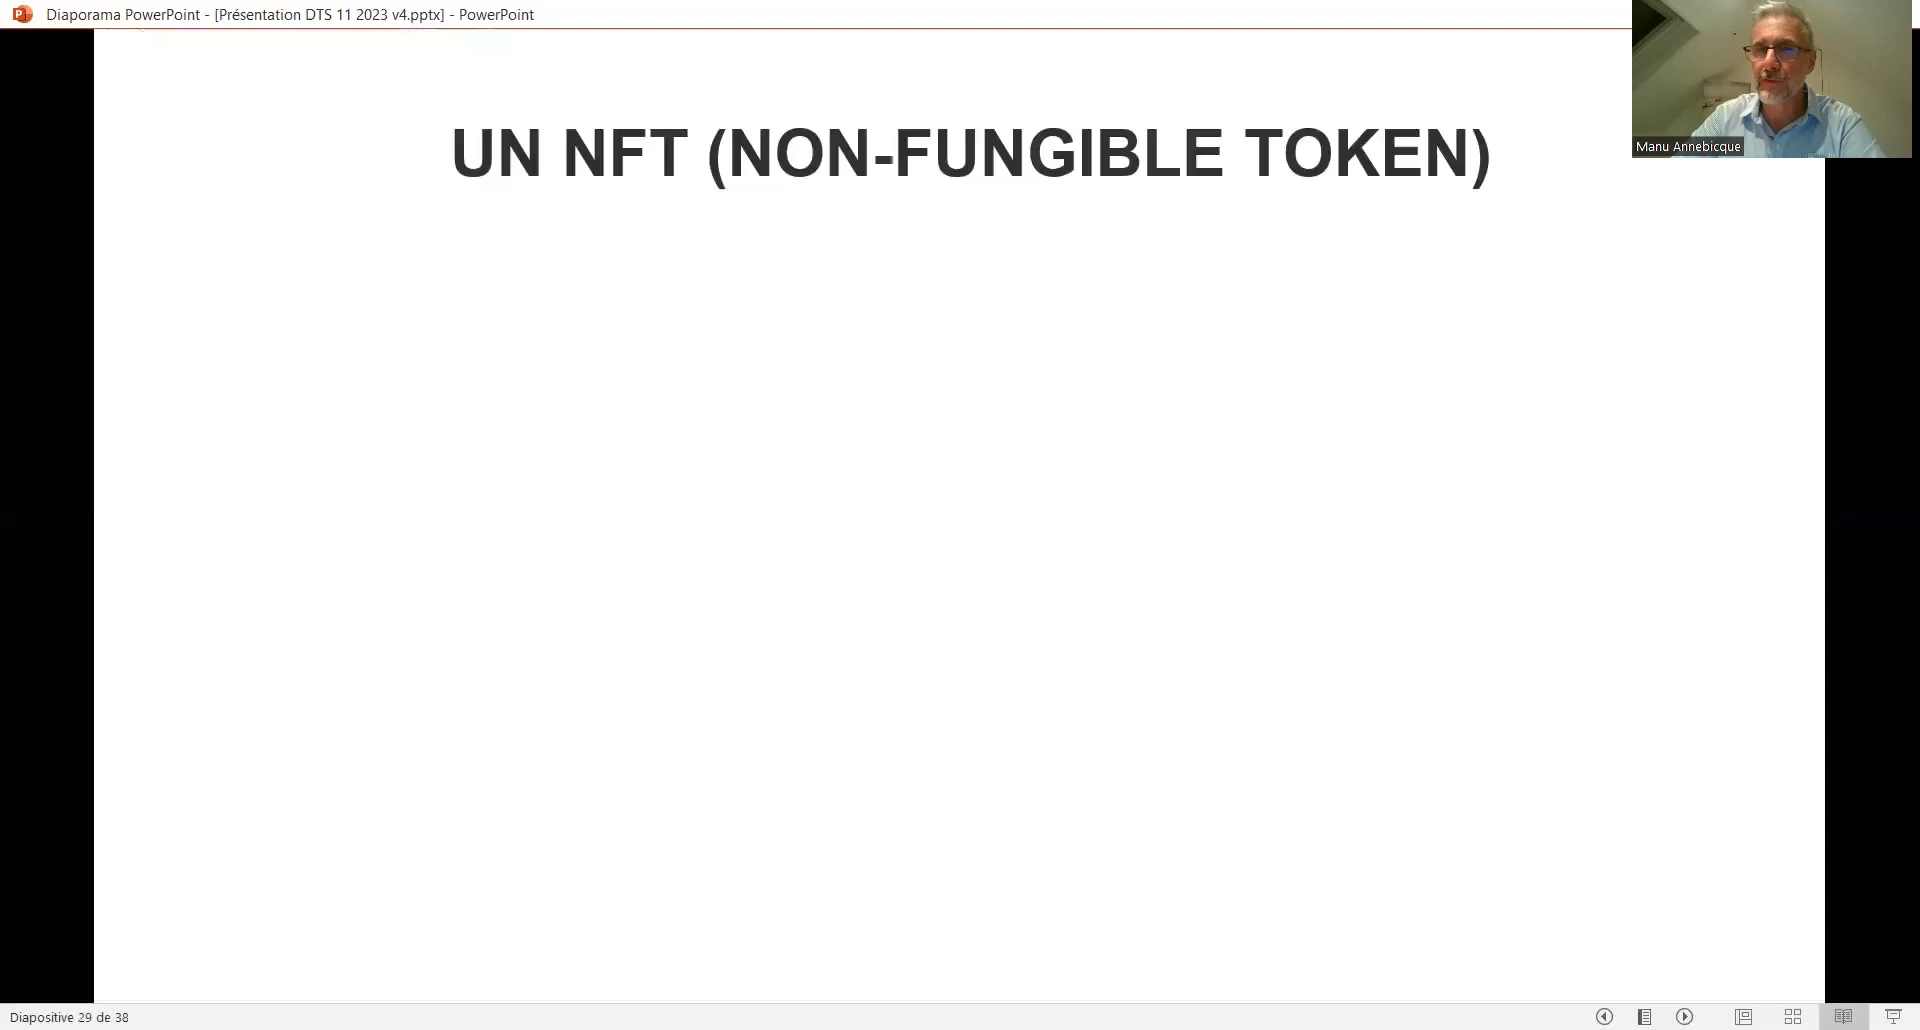 Diaporama PowerPoint - [Présentation DTS 11 2023 v4.pptx] - PowerPoint
Manu Annebicque
UN NFT (NON-FUNGIBLE TOKEN)
Diapositive 29 de 38